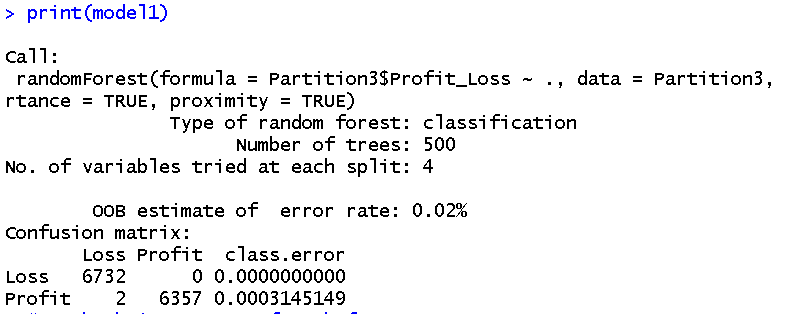 > print(model1)
Call:
randomForest(formula = Partition3$Profit_Loss ~ ., data = Partition3,
rtance = TRUE, proximity = TRUE)
Type of random forest: classification
Number of trees: 500
No. of variables tried at each split: 4
OOB estimate of  error rate: 0.02%
Confusion matrix:
Loss Profit  class.error
Loss   6732      0 0.0000000000
Profit    2   6357 0.0003145149